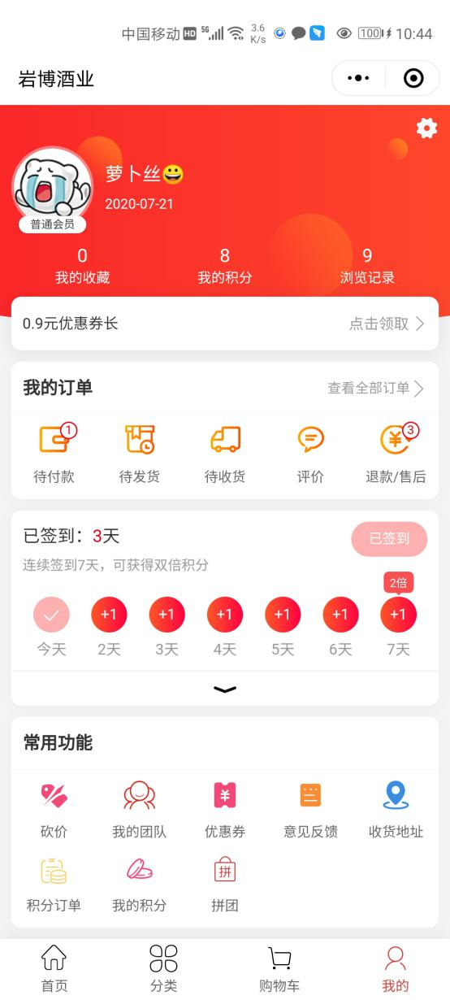 中国移动 HD 5G 3.6 K/s 100 10:44
岩博酒业
萝卜丝😀
2020-07-21
普通会员
0 8 9
我的收藏 我的积分 浏览记录
0.9元优惠券长 点击领取
我的订单 查看全部订单
1 3
待付款 待发货 待收货 评价 退款/售后
已签到：3天 已签到
连续签到7天，可获得双倍积分
2倍
+1 +1 +1 +1 +1 +1
今天 2天 3天 4天 5天 6天 7天
常用功能
砍价 我的团队 优惠券 意见反馈 收货地址
拼
积分订单 我的积分 拼团
首页 分类 购物车 我的